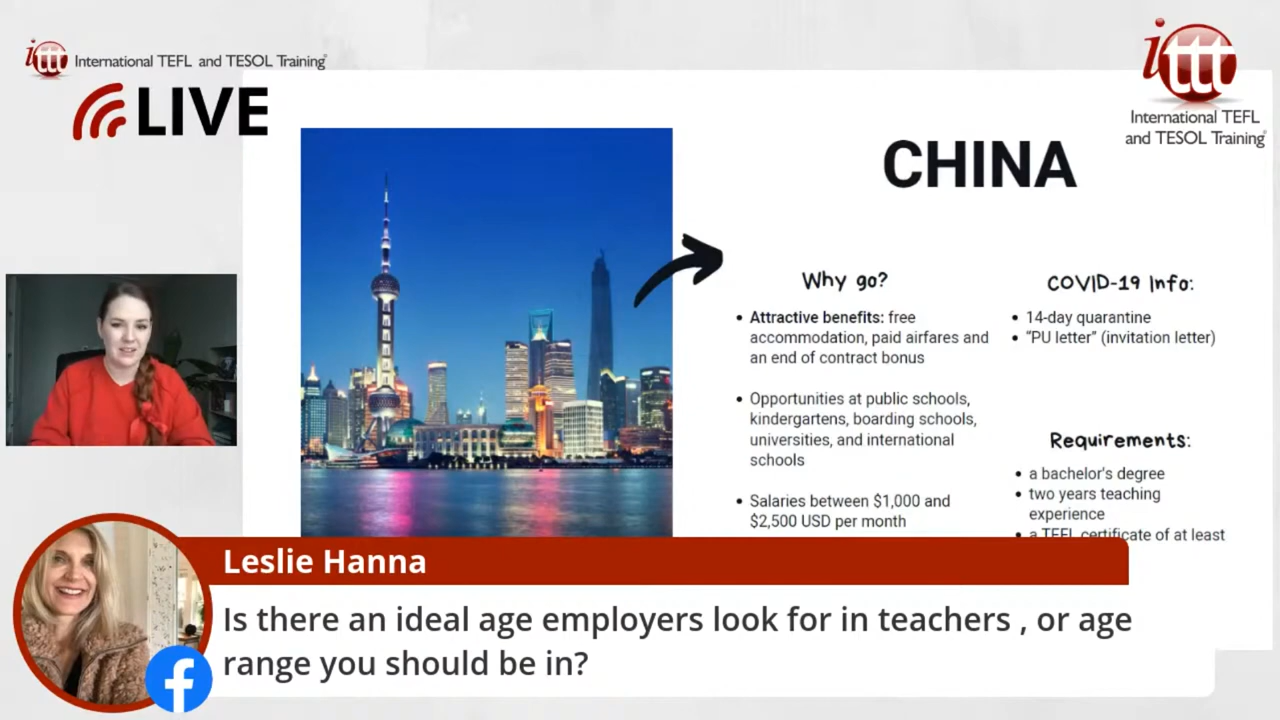 ittt International TEFL and TESOL Training
LIVE
ittt
International TEFL
and TESOL Training
CHINA
Why go?
• Attractive benefits: free
accommodation, paid airfares and
an end of contract bonus
• Opportunities at public schools,
kindergartens, boarding schools,
universities, and international
schools
• Salaries between $1,000 and
$2,500 USD per month
COVID-19 Info:
• 14-day quarantine
• “PU letter” (invitation letter)
Requirements:
• a bachelor's degree
• two years teaching
experience
• a TEFL certificate of at least
Leslie Hanna
Is there an ideal age employers look for in teachers , or age
range you should be in?